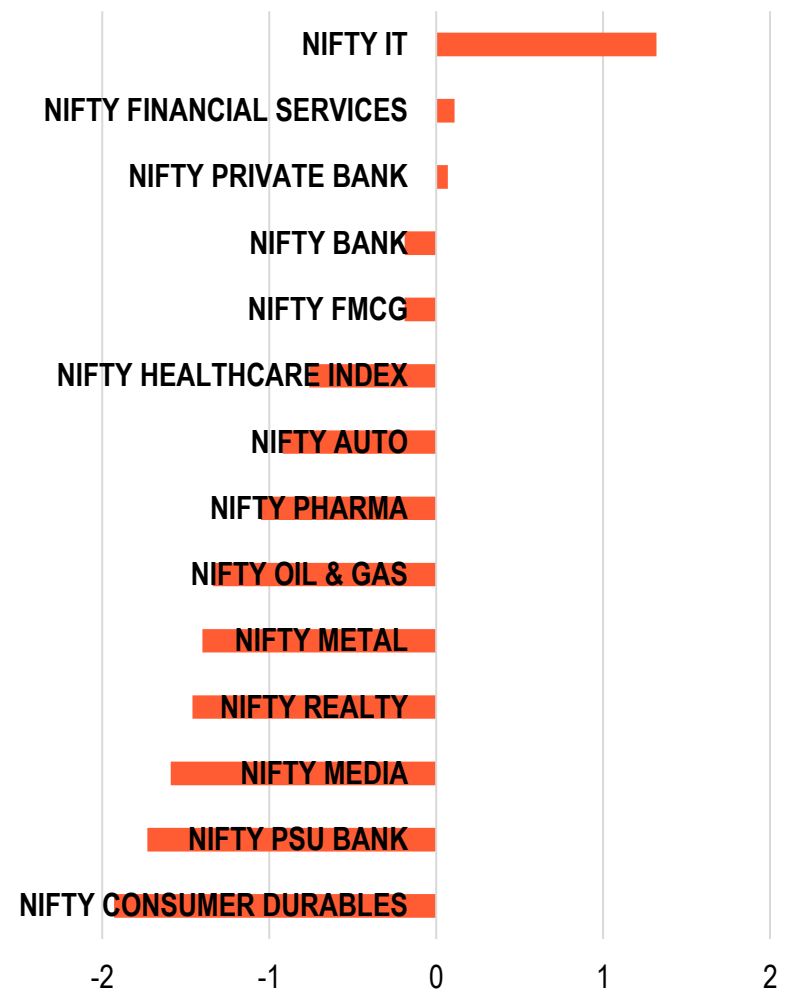 NIFTY IT
NIFTY FINANCIAL SERVICES
NIFTY PRIVATE BANK
NIFTY BANK
NIFTY FMCG
NIFTY HEALTHCARE INDEX
NIFTY AUTO
NIFTY PHARMA
NIFTY OIL & GAS
NIFTY METAL
NIFTY REALTY
NIFTY MEDIA
NIFTY PSU BANK
NIFTY CONSUMER DURABLES
-2 -1 0 1 2